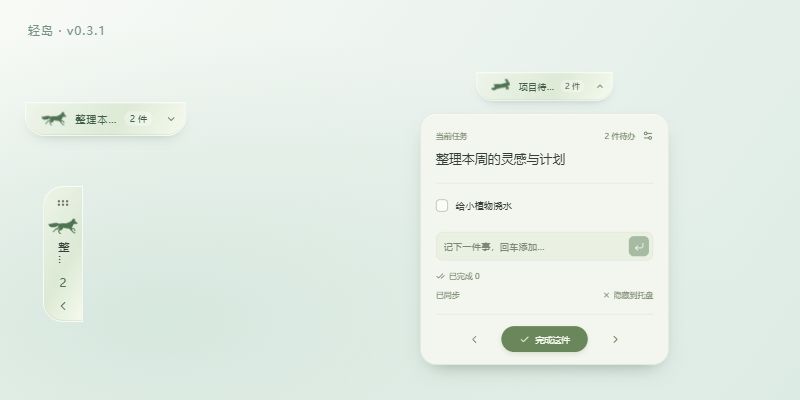 轻岛 · v0.3.1
整理本... 2 件
整
...
2
项目待... 2 件
当前任务 2 件待办
整理本周的灵感与计划
给小植物浇水
记下一件事，回车添加...
已完成 0
已同步 × 隐藏到托盘
完成这件